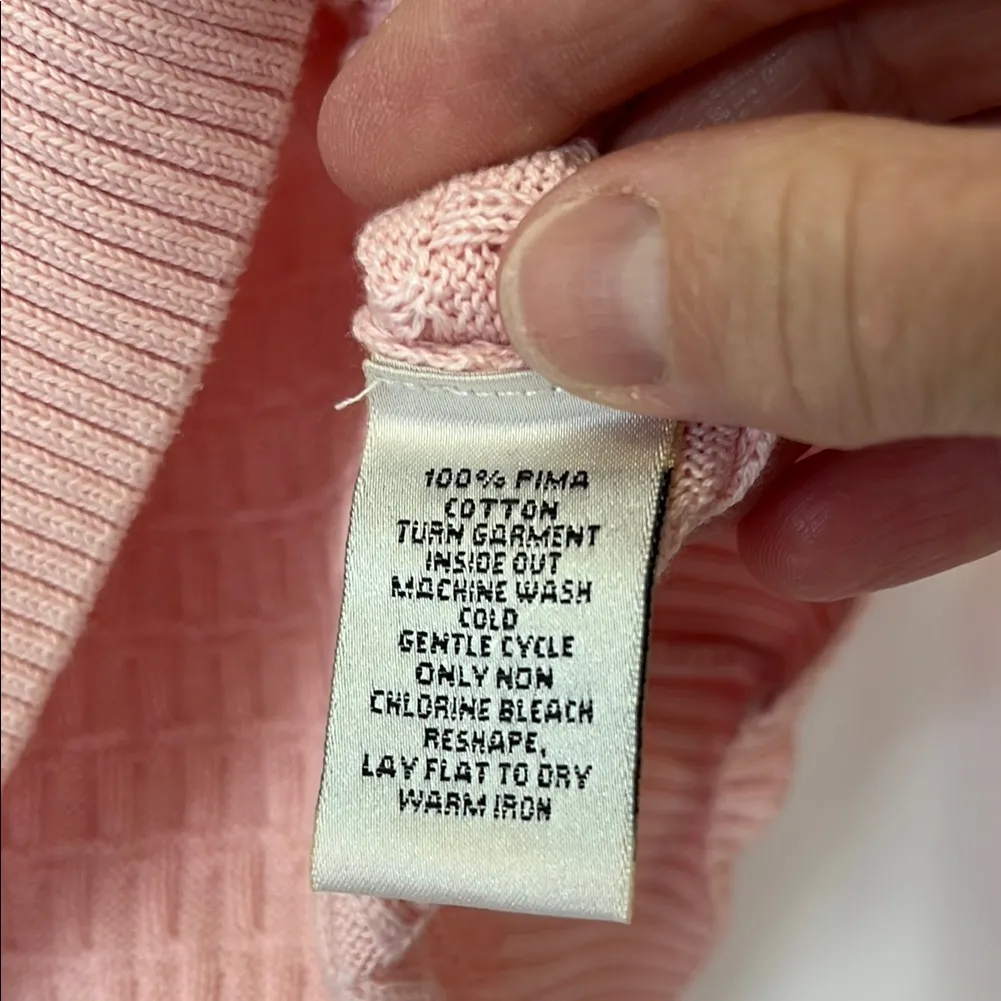 100% PIMA
COTTON
TURN GARMENT
INSIDE OUT
MACHINE WASH
COLD
GENTLE CYCLE
ONLY NON
CHLORINE BLEACH
RESHAPE,
LAY FLAT TO DRY
WARM IRON